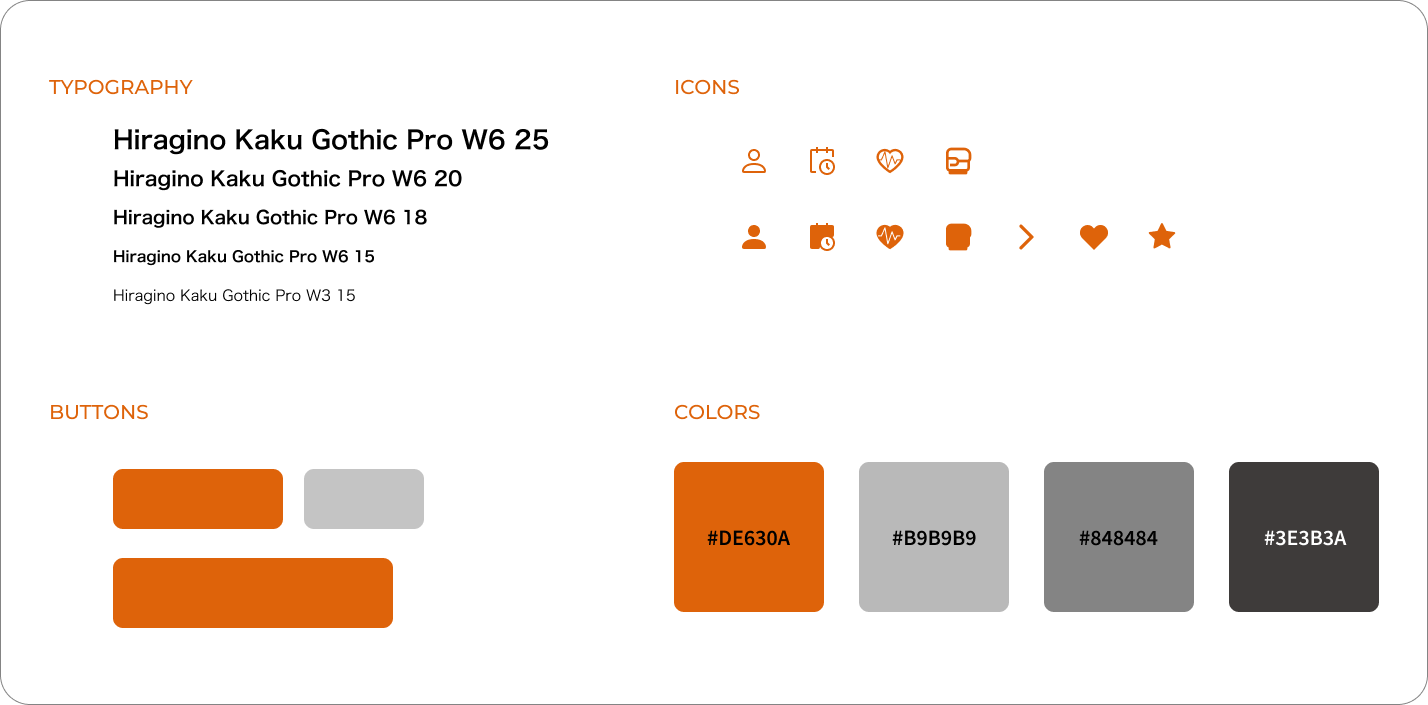 TYPOGRAPHY
Hiragino Kaku Gothic Pro W6 25
Hiragino Kaku Gothic Pro W6 20
Hiragino Kaku Gothic Pro W6 18
Hiragino Kaku Gothic Pro W6 15
Hiragino Kaku Gothic Pro W3 15
ICONS
BUTTONS
COLORS
#DE630A
#B9B9B9
#848484
#3E3B3A